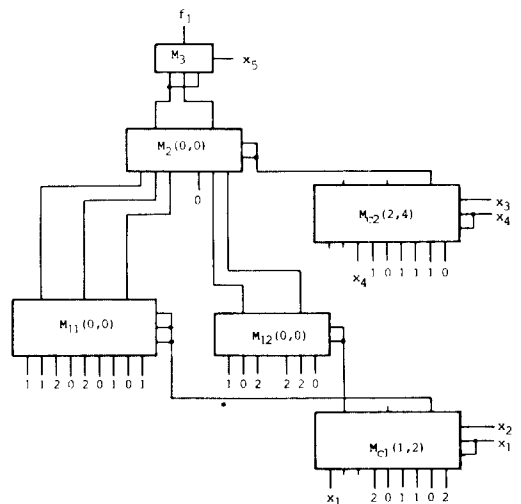 f1
M3
x5
M2(0,0)
0
Mc2(2,4)
x3
x4
x4 1 0 1 1 1 1 0
M11(0,0)
M12(0,0)
1 1 2 0 2 0 1 0 1
1 0 2 2 2 0
Mc1(1,2)
x2
x1
x1 2 0 1 1 0 2